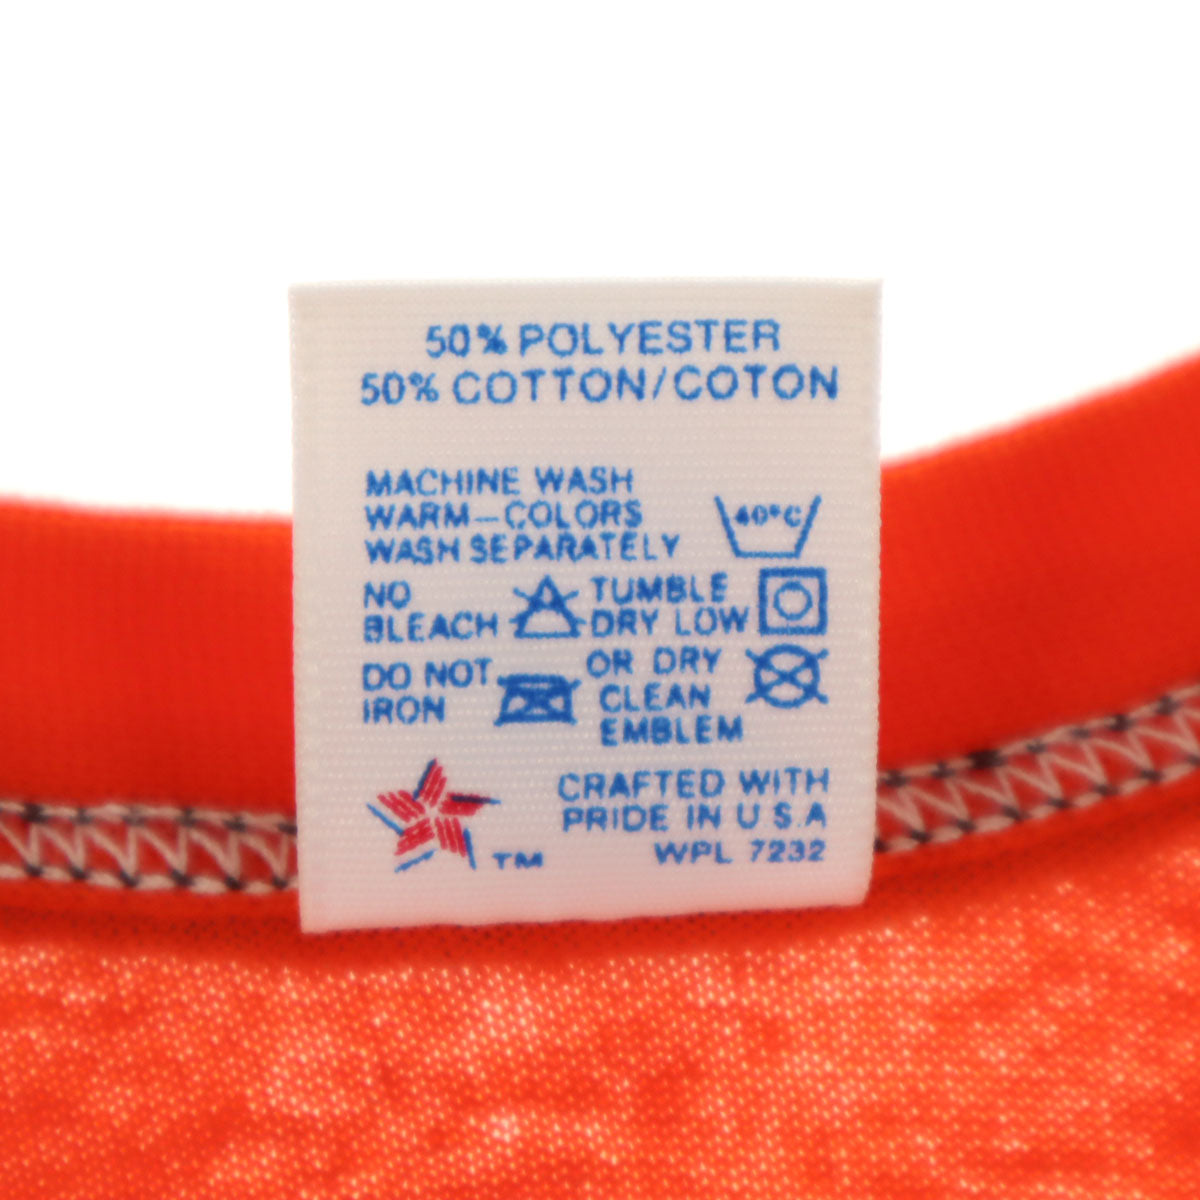 50% POLYESTER
50% COTTON/COTON
MACHINE WASH
WARM—COLORS
WASH SEPARATELY
40°C
NO
BLEACH
TUMBLE
DRY LOW
DO NOT
IRON
OR DRY
CLEAN
EMBLEM
CRAFTED WITH
PRIDE IN U.S.A
WPL 7232
TM